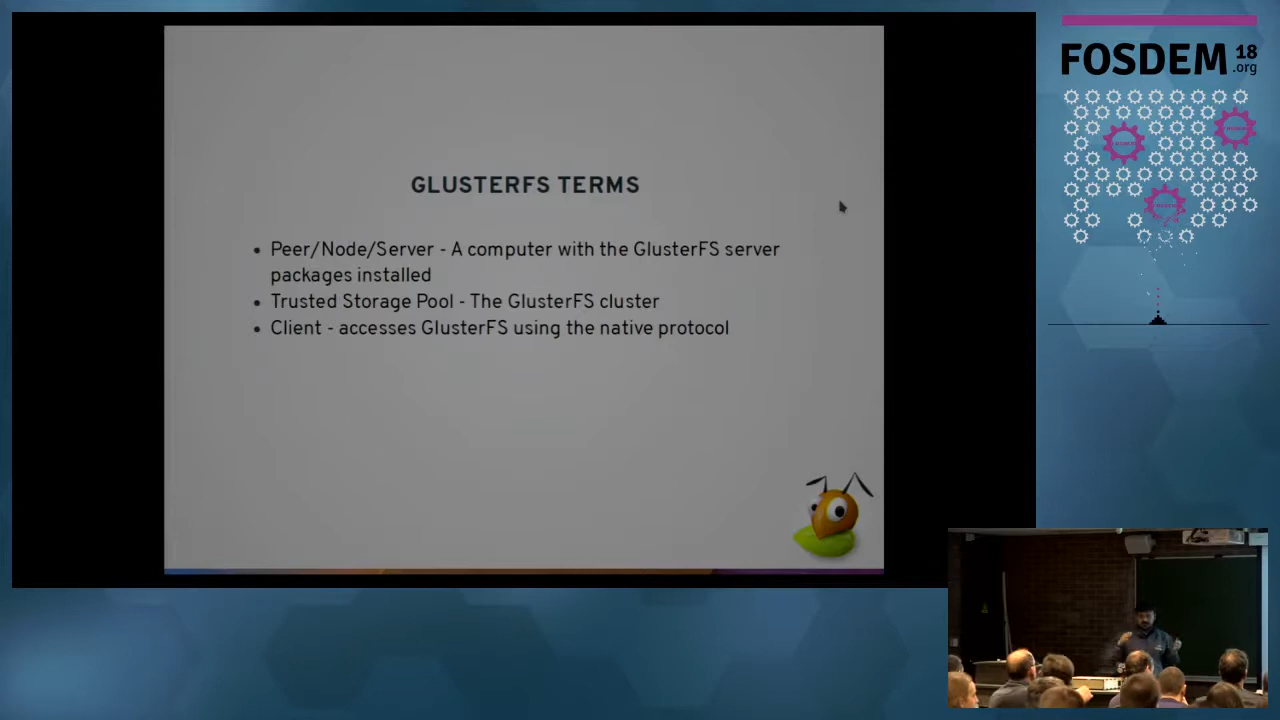 GLUSTERFS TERMS
• Peer/Node/Server - A computer with the GlusterFS server
packages installed
• Trusted Storage Pool - The GlusterFS cluster
• Client - accesses GlusterFS using the native protocol
FOSDEM 18
.org